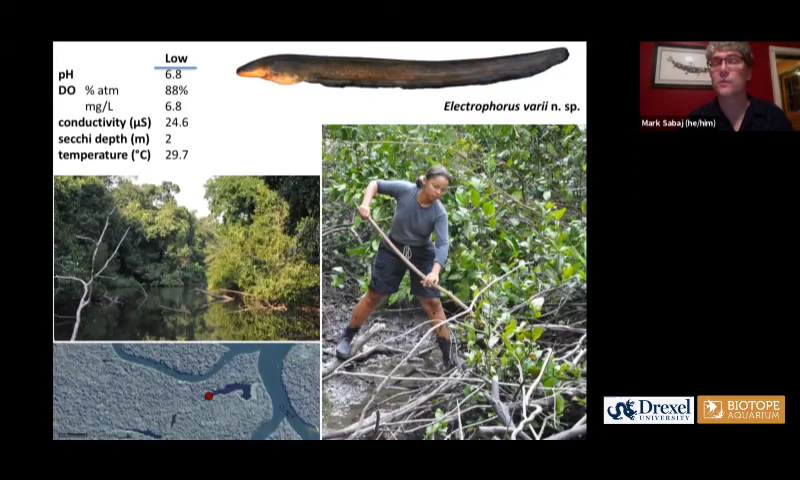 Low
pH 6.8
DO % atm 88%
mg/L 6.8
conductivity (µS) 24.6
secchi depth (m) 2
temperature (°C) 29.7
Electrophorus varii n. sp.
Mark Sabaj (he/him)
Drexel
UNIVERSITY
BIOTOPE
AQUARIUM